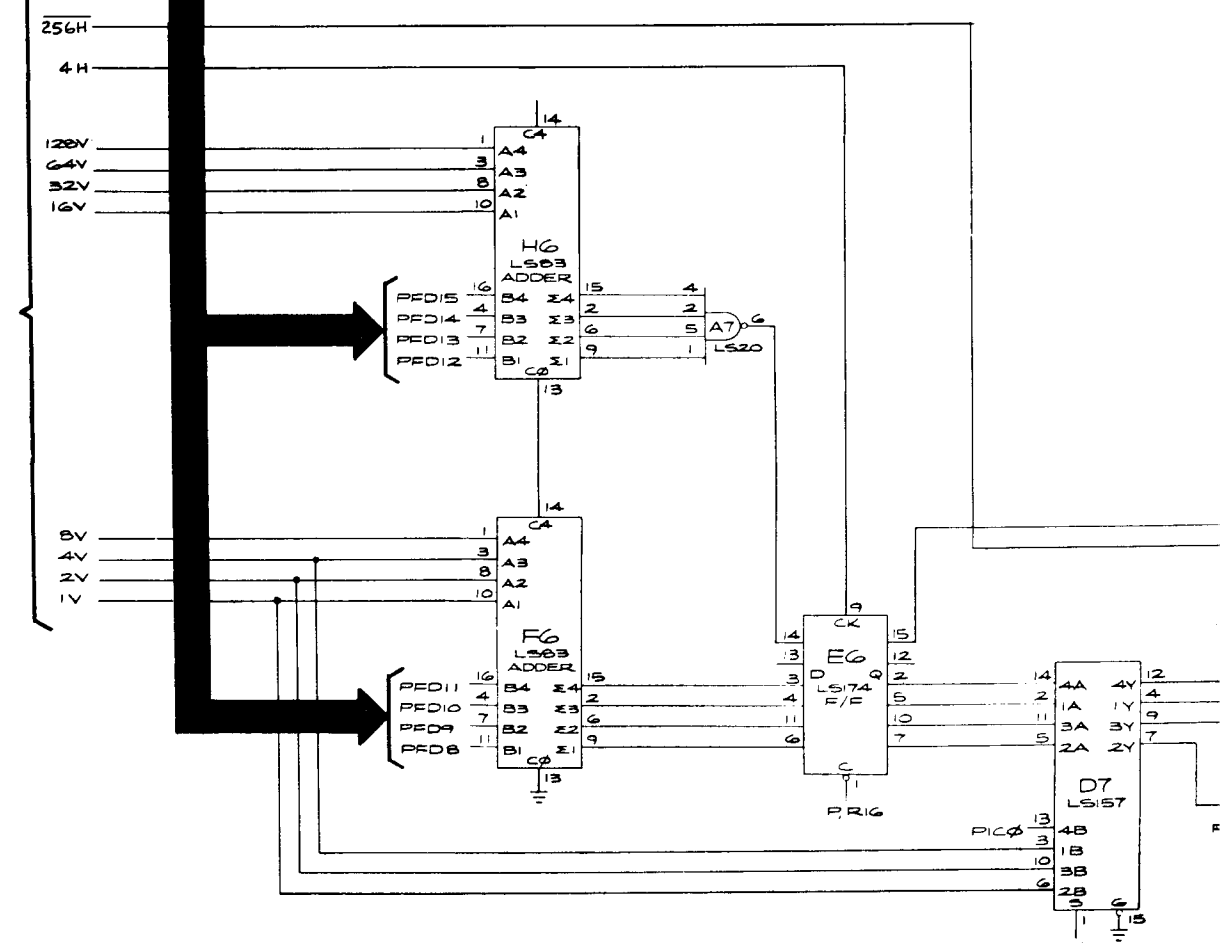 256H
4H
14
C4
128V 1 A4
64V 3 A3
32V 8 A2
16V 10 A1
H6
LS83
ADDER
PFD15 16 B4 Σ4 15 4
PFD14 4 B3 Σ3 2 2
PFD13 7 B2 Σ2 6 5
PFD12 11 B1 Σ1 9 1
A7 6
LS20
CØ
13
14
C4
8V 1 A4
4V 3 A3
2V 8 A2
1V 10 A1
F6
LS83
ADDER
PFD11 16 B4 Σ4 15
PFD10 4 B3 Σ3 2
PFD9 7 B2 Σ2 6
PFD8 11 B1 Σ1 9
CØ
13
9
CK
14 15
13 E6 12
3 D Q 2
4 LS174 5
F/F
11 10
6 7
C
1
P,R16
14 4A 4Y 12
2 1A 1Y 4
11 3A 3Y 9
5 2A 2Y 7
D7
LS157
PICØ 13 4B
3 1B
10 3B
6 2B
S G
1 15
F